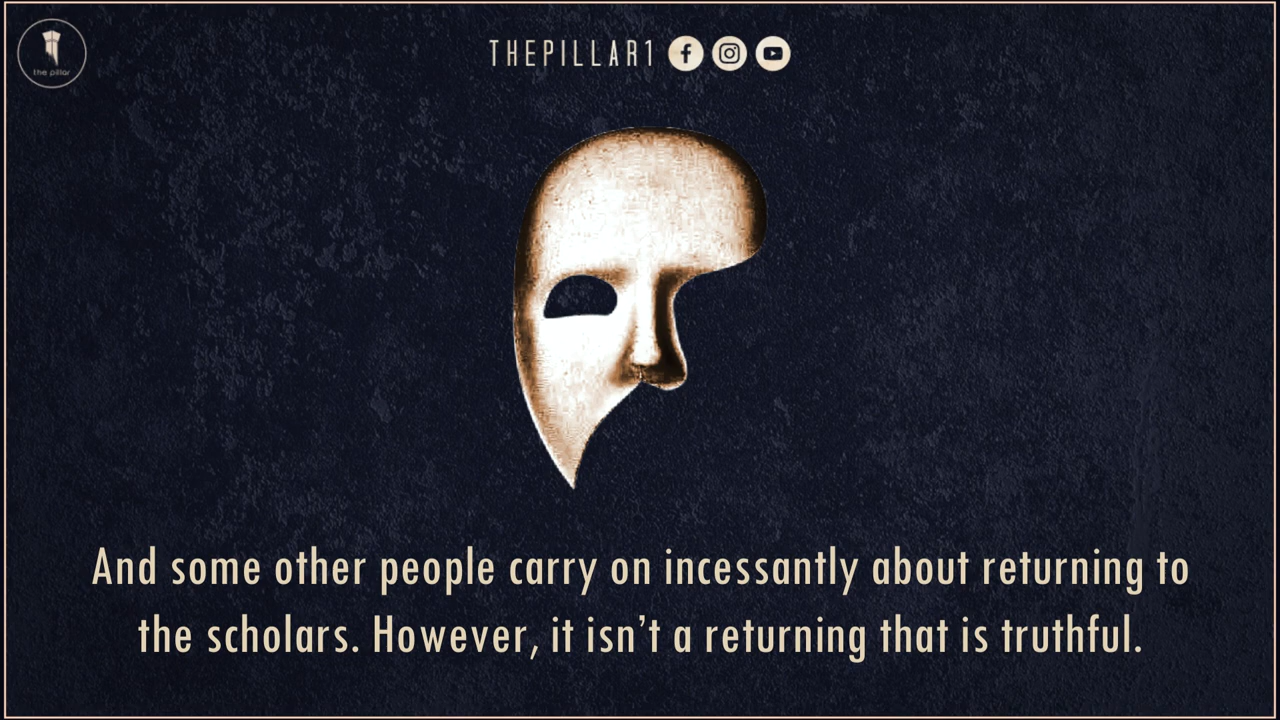 the pillar
THEPILLAR1
And some other people carry on incessantly about returning to
the scholars. However, it isn’t a returning that is truthful.